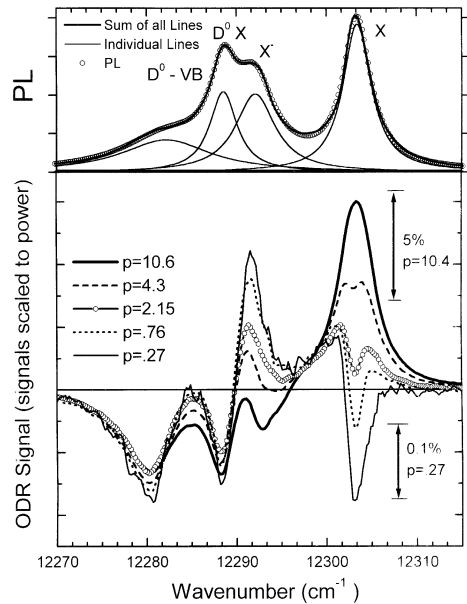 Sum of all Lines
Individual Lines
PL
D⁰ - VB
D⁰ X
X⁻
X
PL
5%
p=10.4
p=10.6
p=4.3
p=2.15
p=.76
p=.27
0.1%
p=.27
ODR Signal (signals scaled to power)
12270 12280 12290 12300 12310
Wavenumber (cm⁻¹)